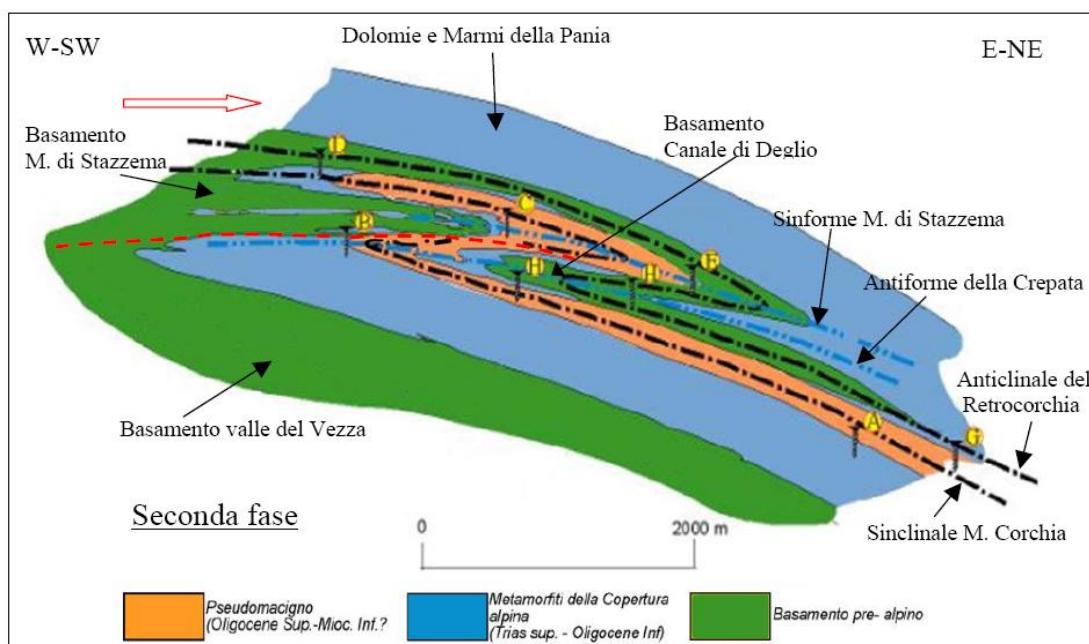 W-SW
Dolomie e Marmi della Pania
E-NE
Basamento
M. di Stazzema
Basamento
Canale di Deglio
Sinforme M. di Stazzema
Antiforme della Crepata
Anticlinale del
Retrocorchia
Sinclinale M. Corchia
Basamento valle del Vezza
I
C
B
F
H
H
A
G
Seconda fase
0
2000 m
Pseudomacigno
(Oligocene Sup.-Mioc. Inf.?
Metamorfiti della Copertura
alpina
(Trias sup. - Oligocene Inf)
Basamento pre- alpino